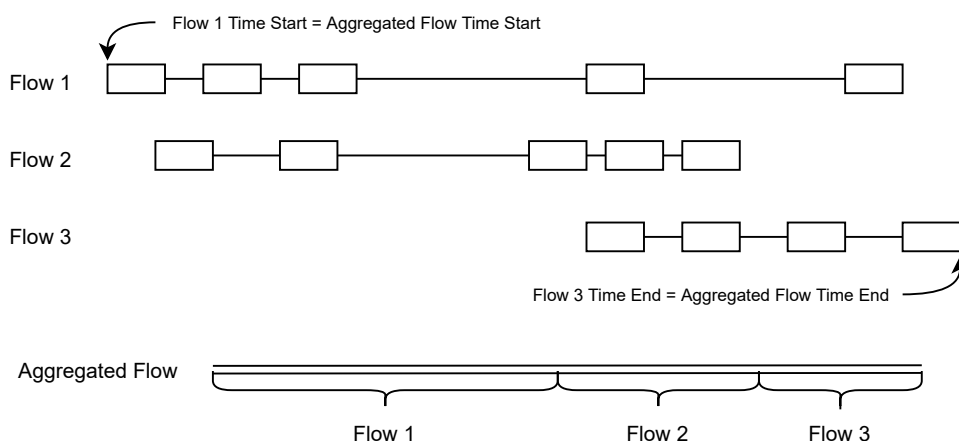 Flow 1 Time Start = Aggregated Flow Time Start
Flow 1
Flow 2
Flow 3
Flow 3 Time End = Aggregated Flow Time End
Aggregated Flow
Flow 1 Flow 2 Flow 3